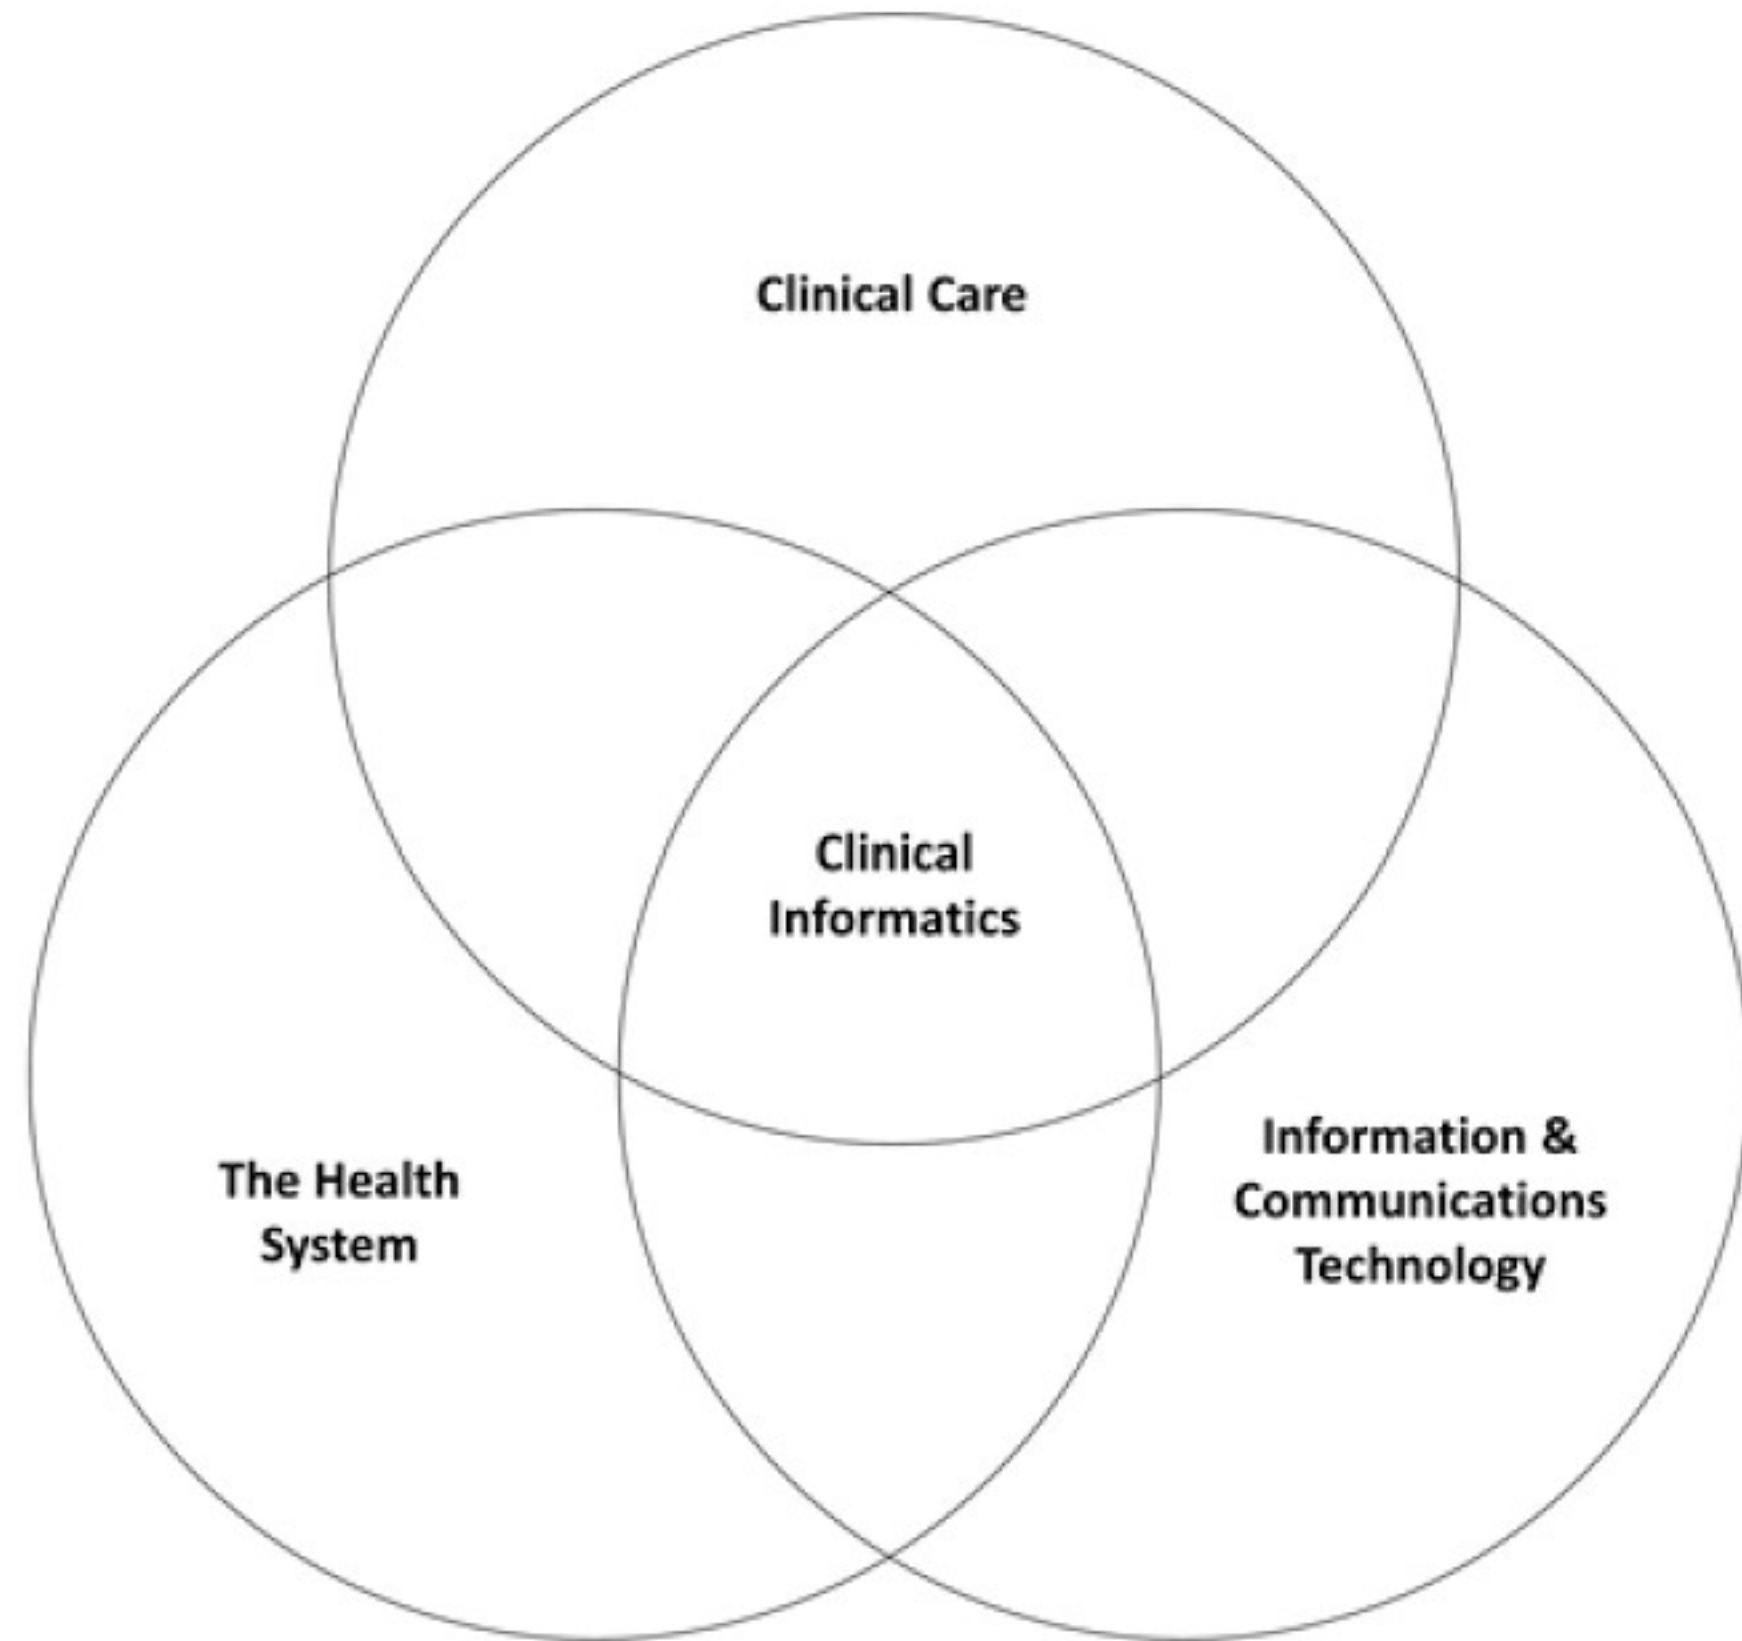 Clinical Care
Clinical
Informatics
The Health
System
Information &
Communications
Technology